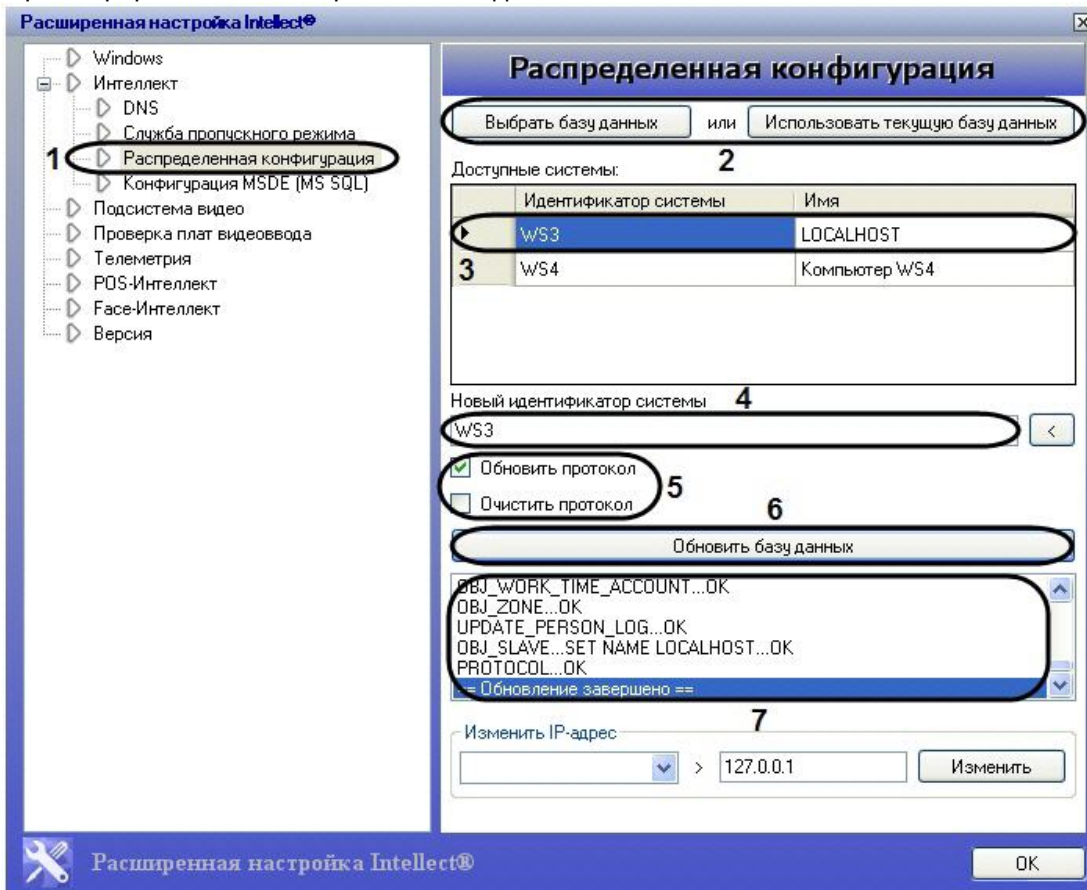 Расширенная настройка Intellect®
Windows
Интеллект
DNS
Служба пропускного режима
1
Распределенная конфигурация
Конфигурация MSDE (MS SQL)
Подсистема видео
Проверка плат видеоввода
Телеметрия
POS-Интеллект
Face-Интеллект
Версия
Распределенная конфигурация
Выбрать базу данных или Использовать текущую базу данных
2
Доступные системы:
Идентификатор системы Имя
WS3 LOCALHOST
3 WS4 Компьютер WS4
Новый идентификатор системы 4
WS3 <
Обновить протокол
5
Очистить протокол
6
Обновить базу данных
OBJ_WORK_TIME_ACCOUNT...OK
OBJ_ZONE...OK
UPDATE_PERSON_LOG...OK
OBJ_SLAVE...SET NAME LOCALHOST...OK
PROTOCOL...OK
== Обновление завершено ==
7
Изменить IP-адрес
> 127.0.0.1 Изменить
Расширенная настройка Intellect® OK